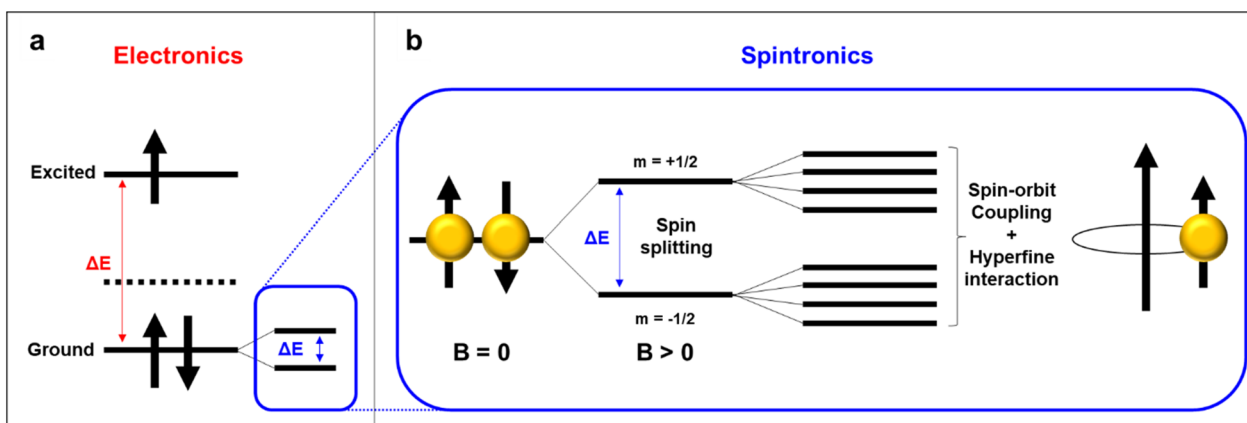 a
Electronics
Excited
ΔE
Ground
ΔE
b
Spintronics
m = +1/2
ΔE
Spin
splitting
m = -1/2
B = 0
B > 0
Spin-orbit
Coupling
+
Hyperfine
interaction